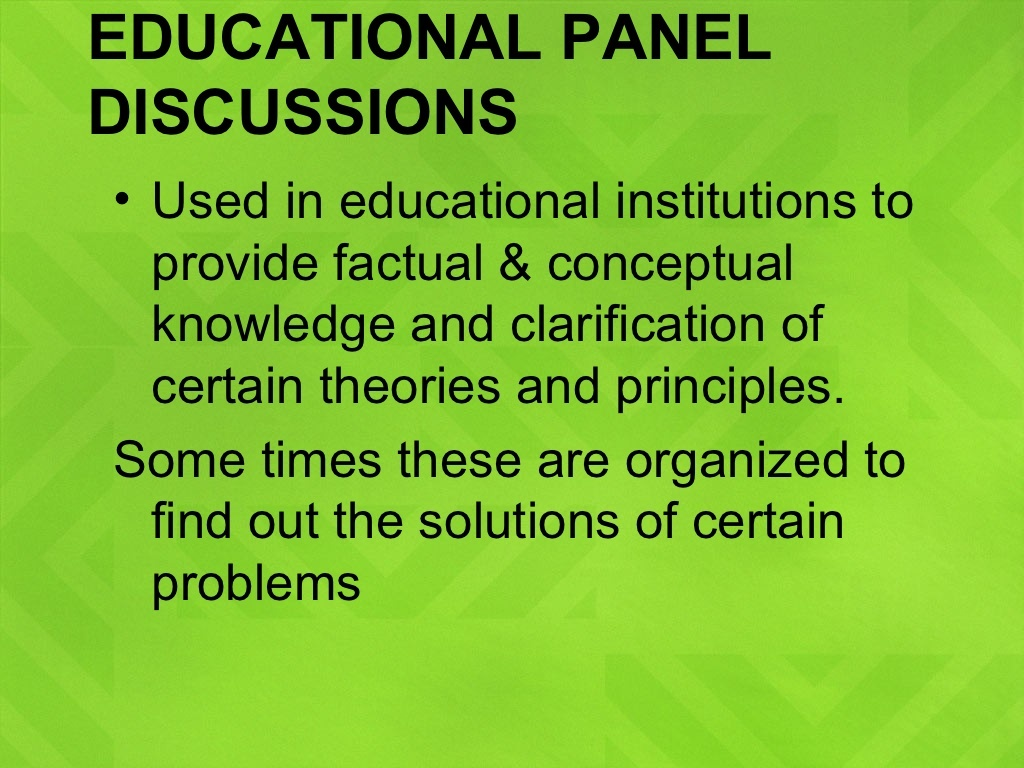 EDUCATIONAL PANEL
DISCUSSIONS
• Used in educational institutions to
provide factual & conceptual
knowledge and clarification of
certain theories and principles.
Some times these are organized to
find out the solutions of certain
problems